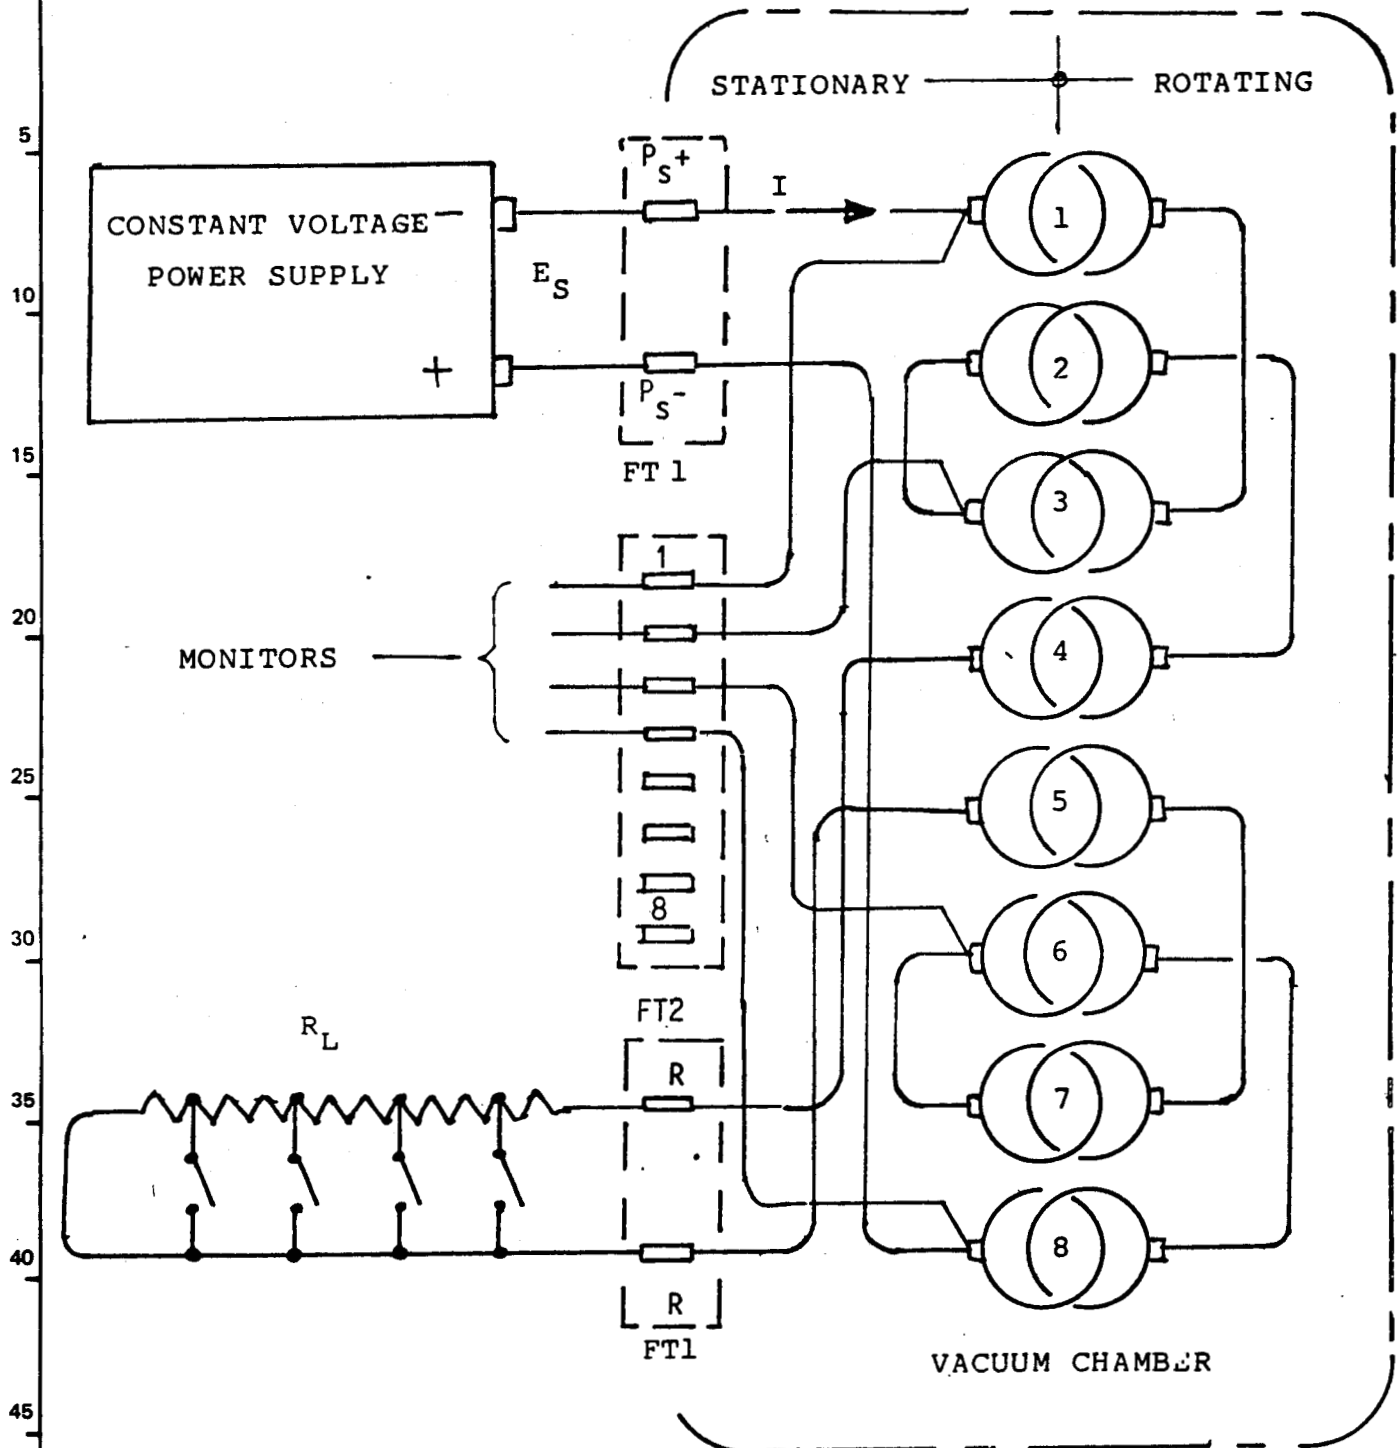 STATIONARY ROTATING
5
P_S+
I
1
CONSTANT VOLTAGE −
POWER SUPPLY
E_S
10
2
+
P_S-
15
FT 1
3
1
20
MONITORS
4
25
5
8
30
6
FT2
R_L
R
35
7
40
8
R
FT1
VACUUM CHAMBER
45